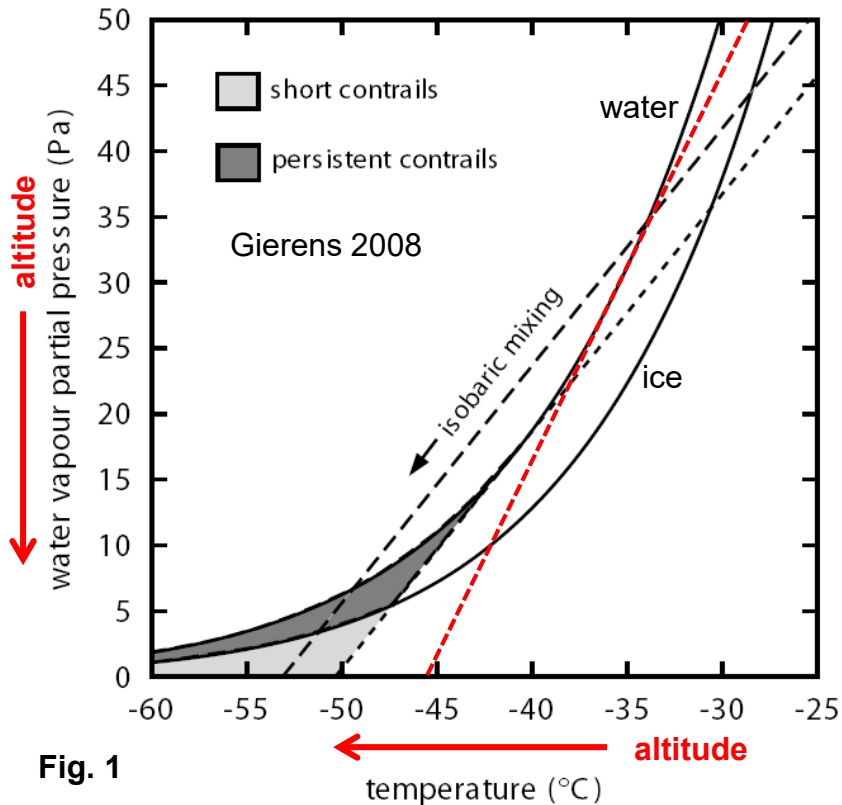 50
45
40
35
30
25
20
15
10
5
0
water vapour partial pressure (Pa)
altitude
short contrails
persistent contrails
Gierens 2008
water
ice
isobaric mixing
-60 -55 -50 -45 -40 -35 -30 -25
altitude
temperature (°C)
Fig. 1